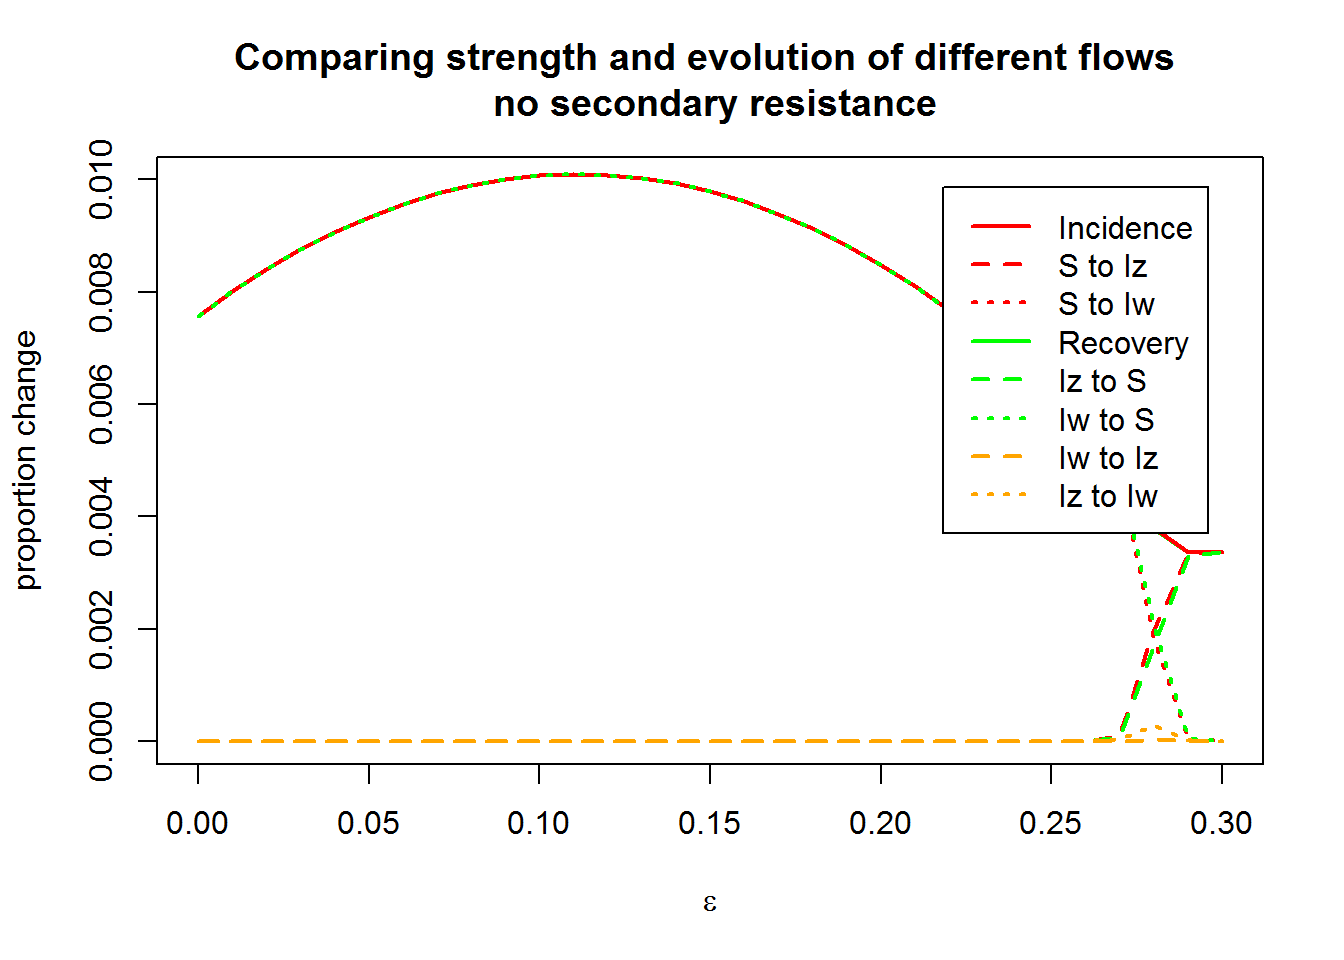 Comparing strength and evolution of different flows
no secondary resistance
proportion change
0.010
0.008
0.006
0.004
0.002
0.000
Incidence
S to Iz
S to Iw
Recovery
Iz to S
Iw to S
Iw to Iz
Iz to Iw
0.00 0.05 0.10 0.15 0.20 0.25 0.30
ε